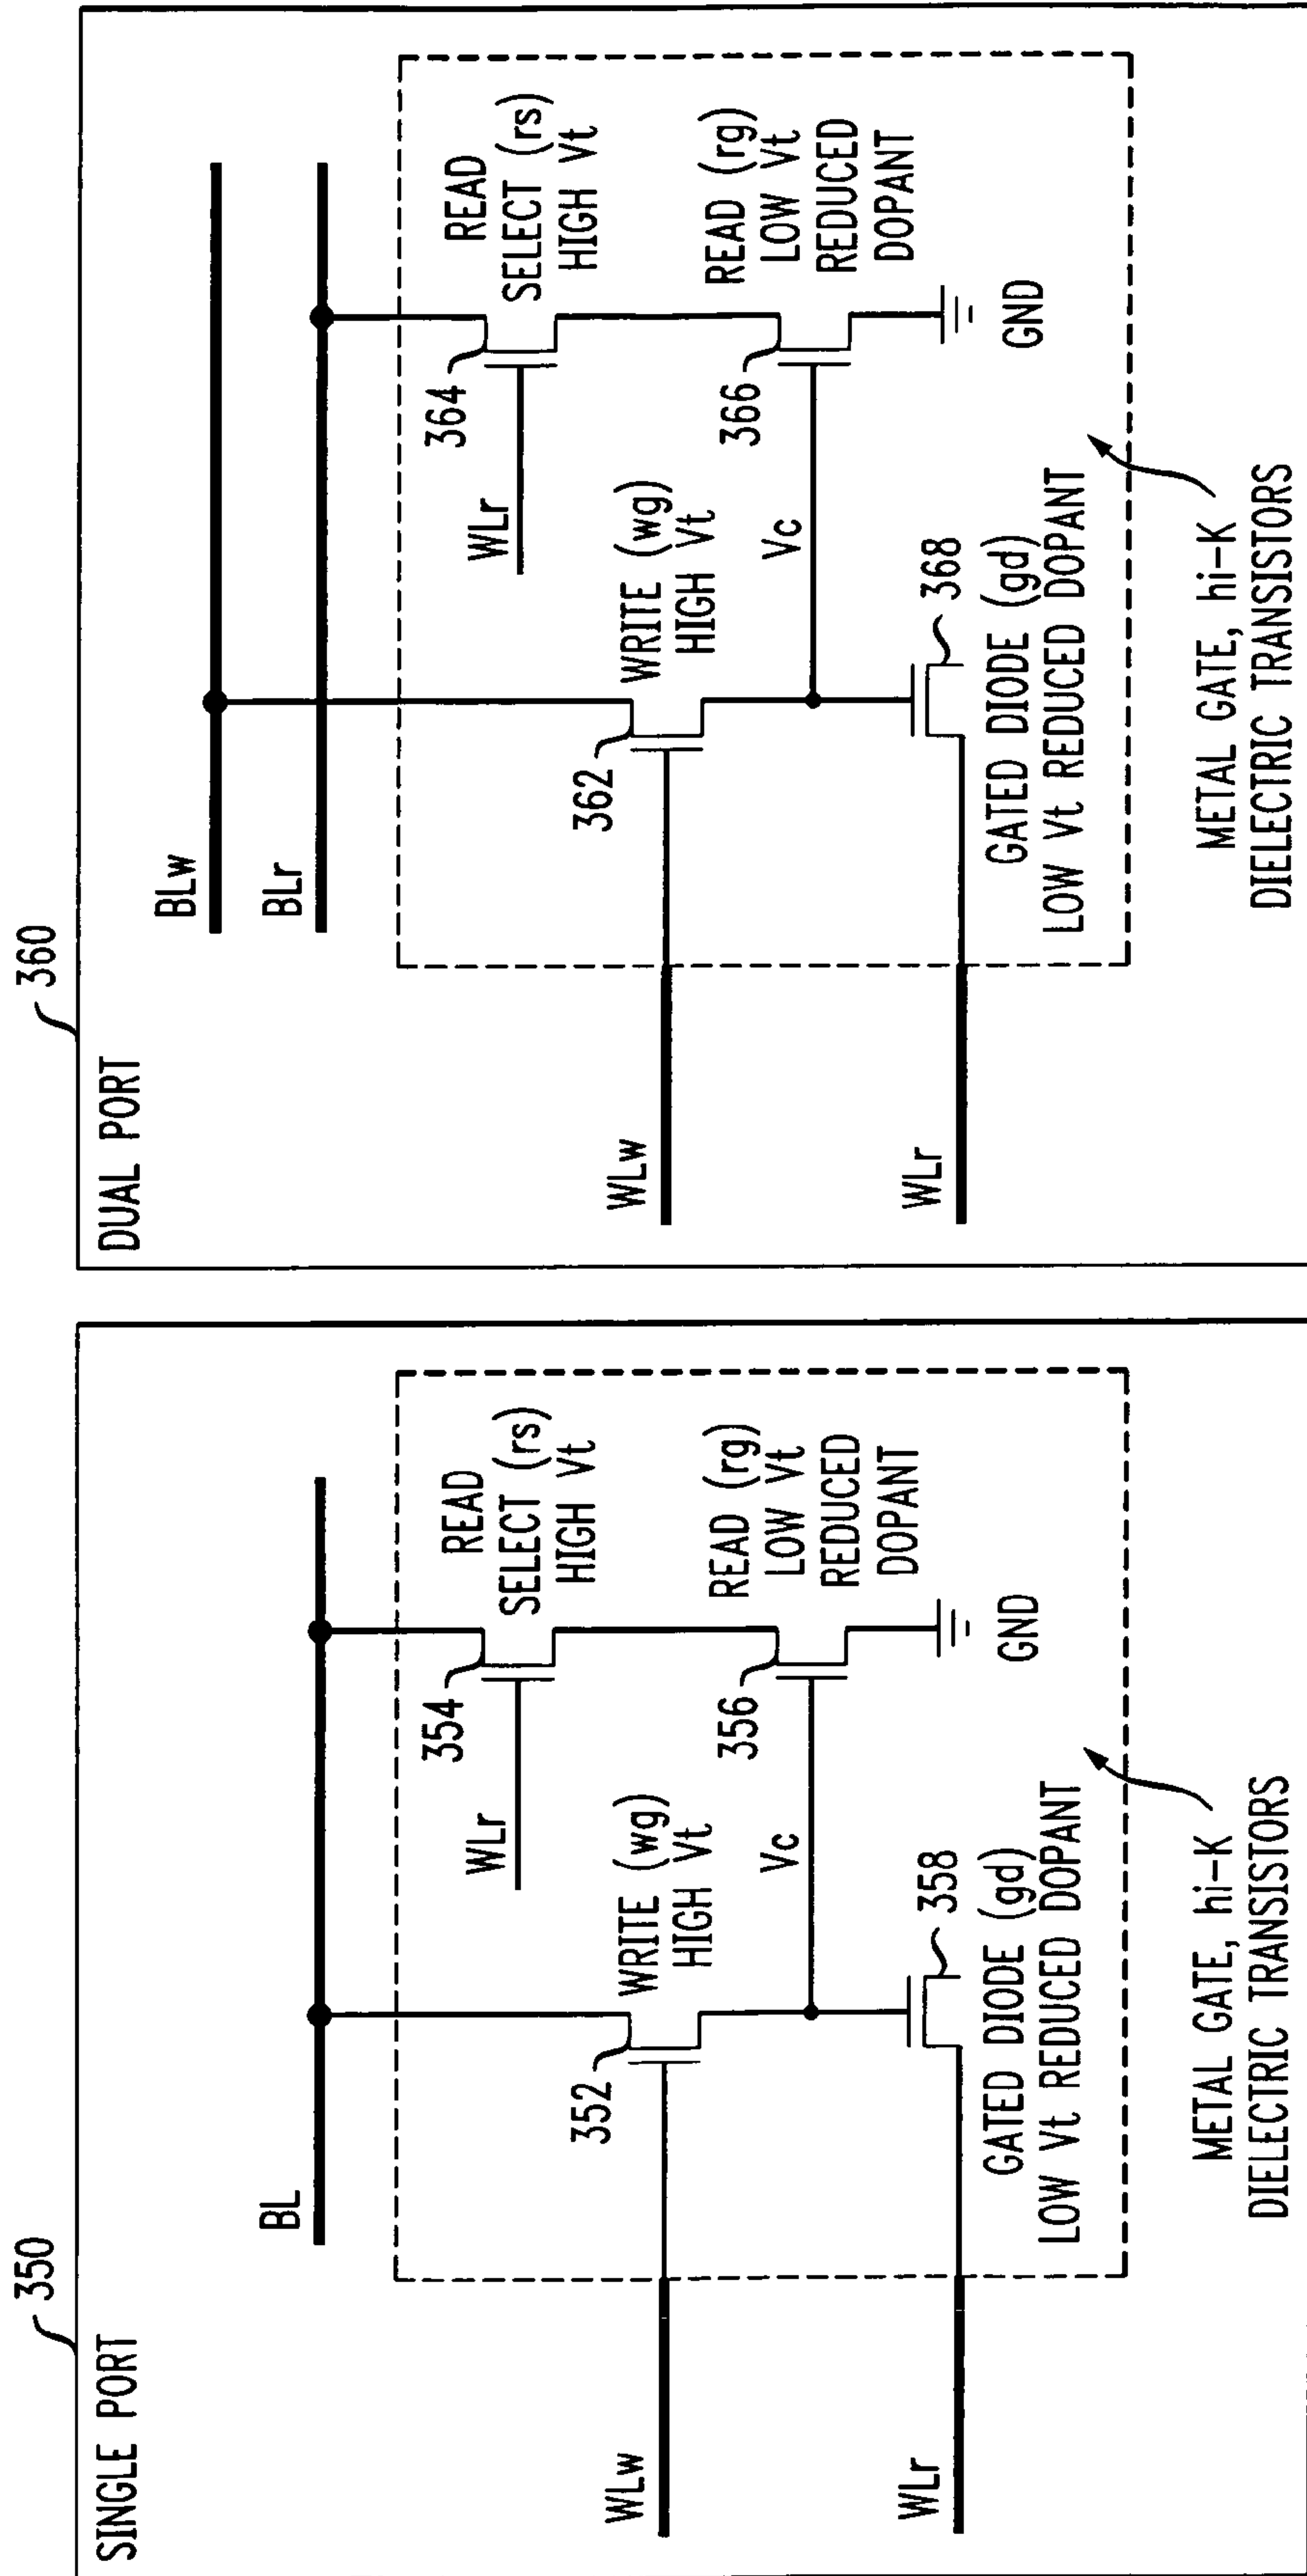 350
SINGLE PORT
BL
354
READ
SELECT (rs)
HIGH Vt
WLr
352
WRITE (wg)
HIGH Vt
WLw
Vc
356
READ (rg)
LOW Vt
REDUCED
DOPANT
WLr
358
GATED DIODE (gd)
LOW Vt REDUCED DOPANT
GND
METAL GATE, hi-K
DIELECTRIC TRANSISTORS
360
DUAL PORT
BLw
BLr
364
READ
SELECT (rs)
HIGH Vt
WLr
362
WRITE (wg)
HIGH Vt
WLw
Vc
366
READ (rg)
LOW Vt
REDUCED
DOPANT
WLr
368
GATED DIODE (gd)
LOW Vt REDUCED DOPANT
GND
METAL GATE, hi-K
DIELECTRIC TRANSISTORS